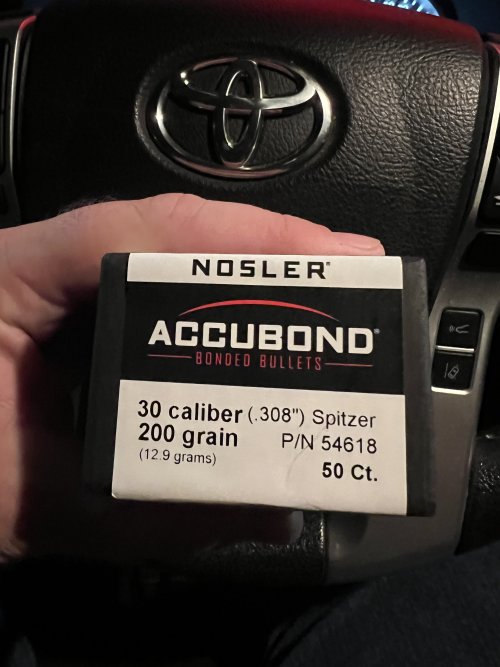 NOSLER®
ACCUBOND®
BONDED BULLETS
30 caliber (.308") Spitzer
200 grain P/N 54618
(12.9 grams)
50 Ct.